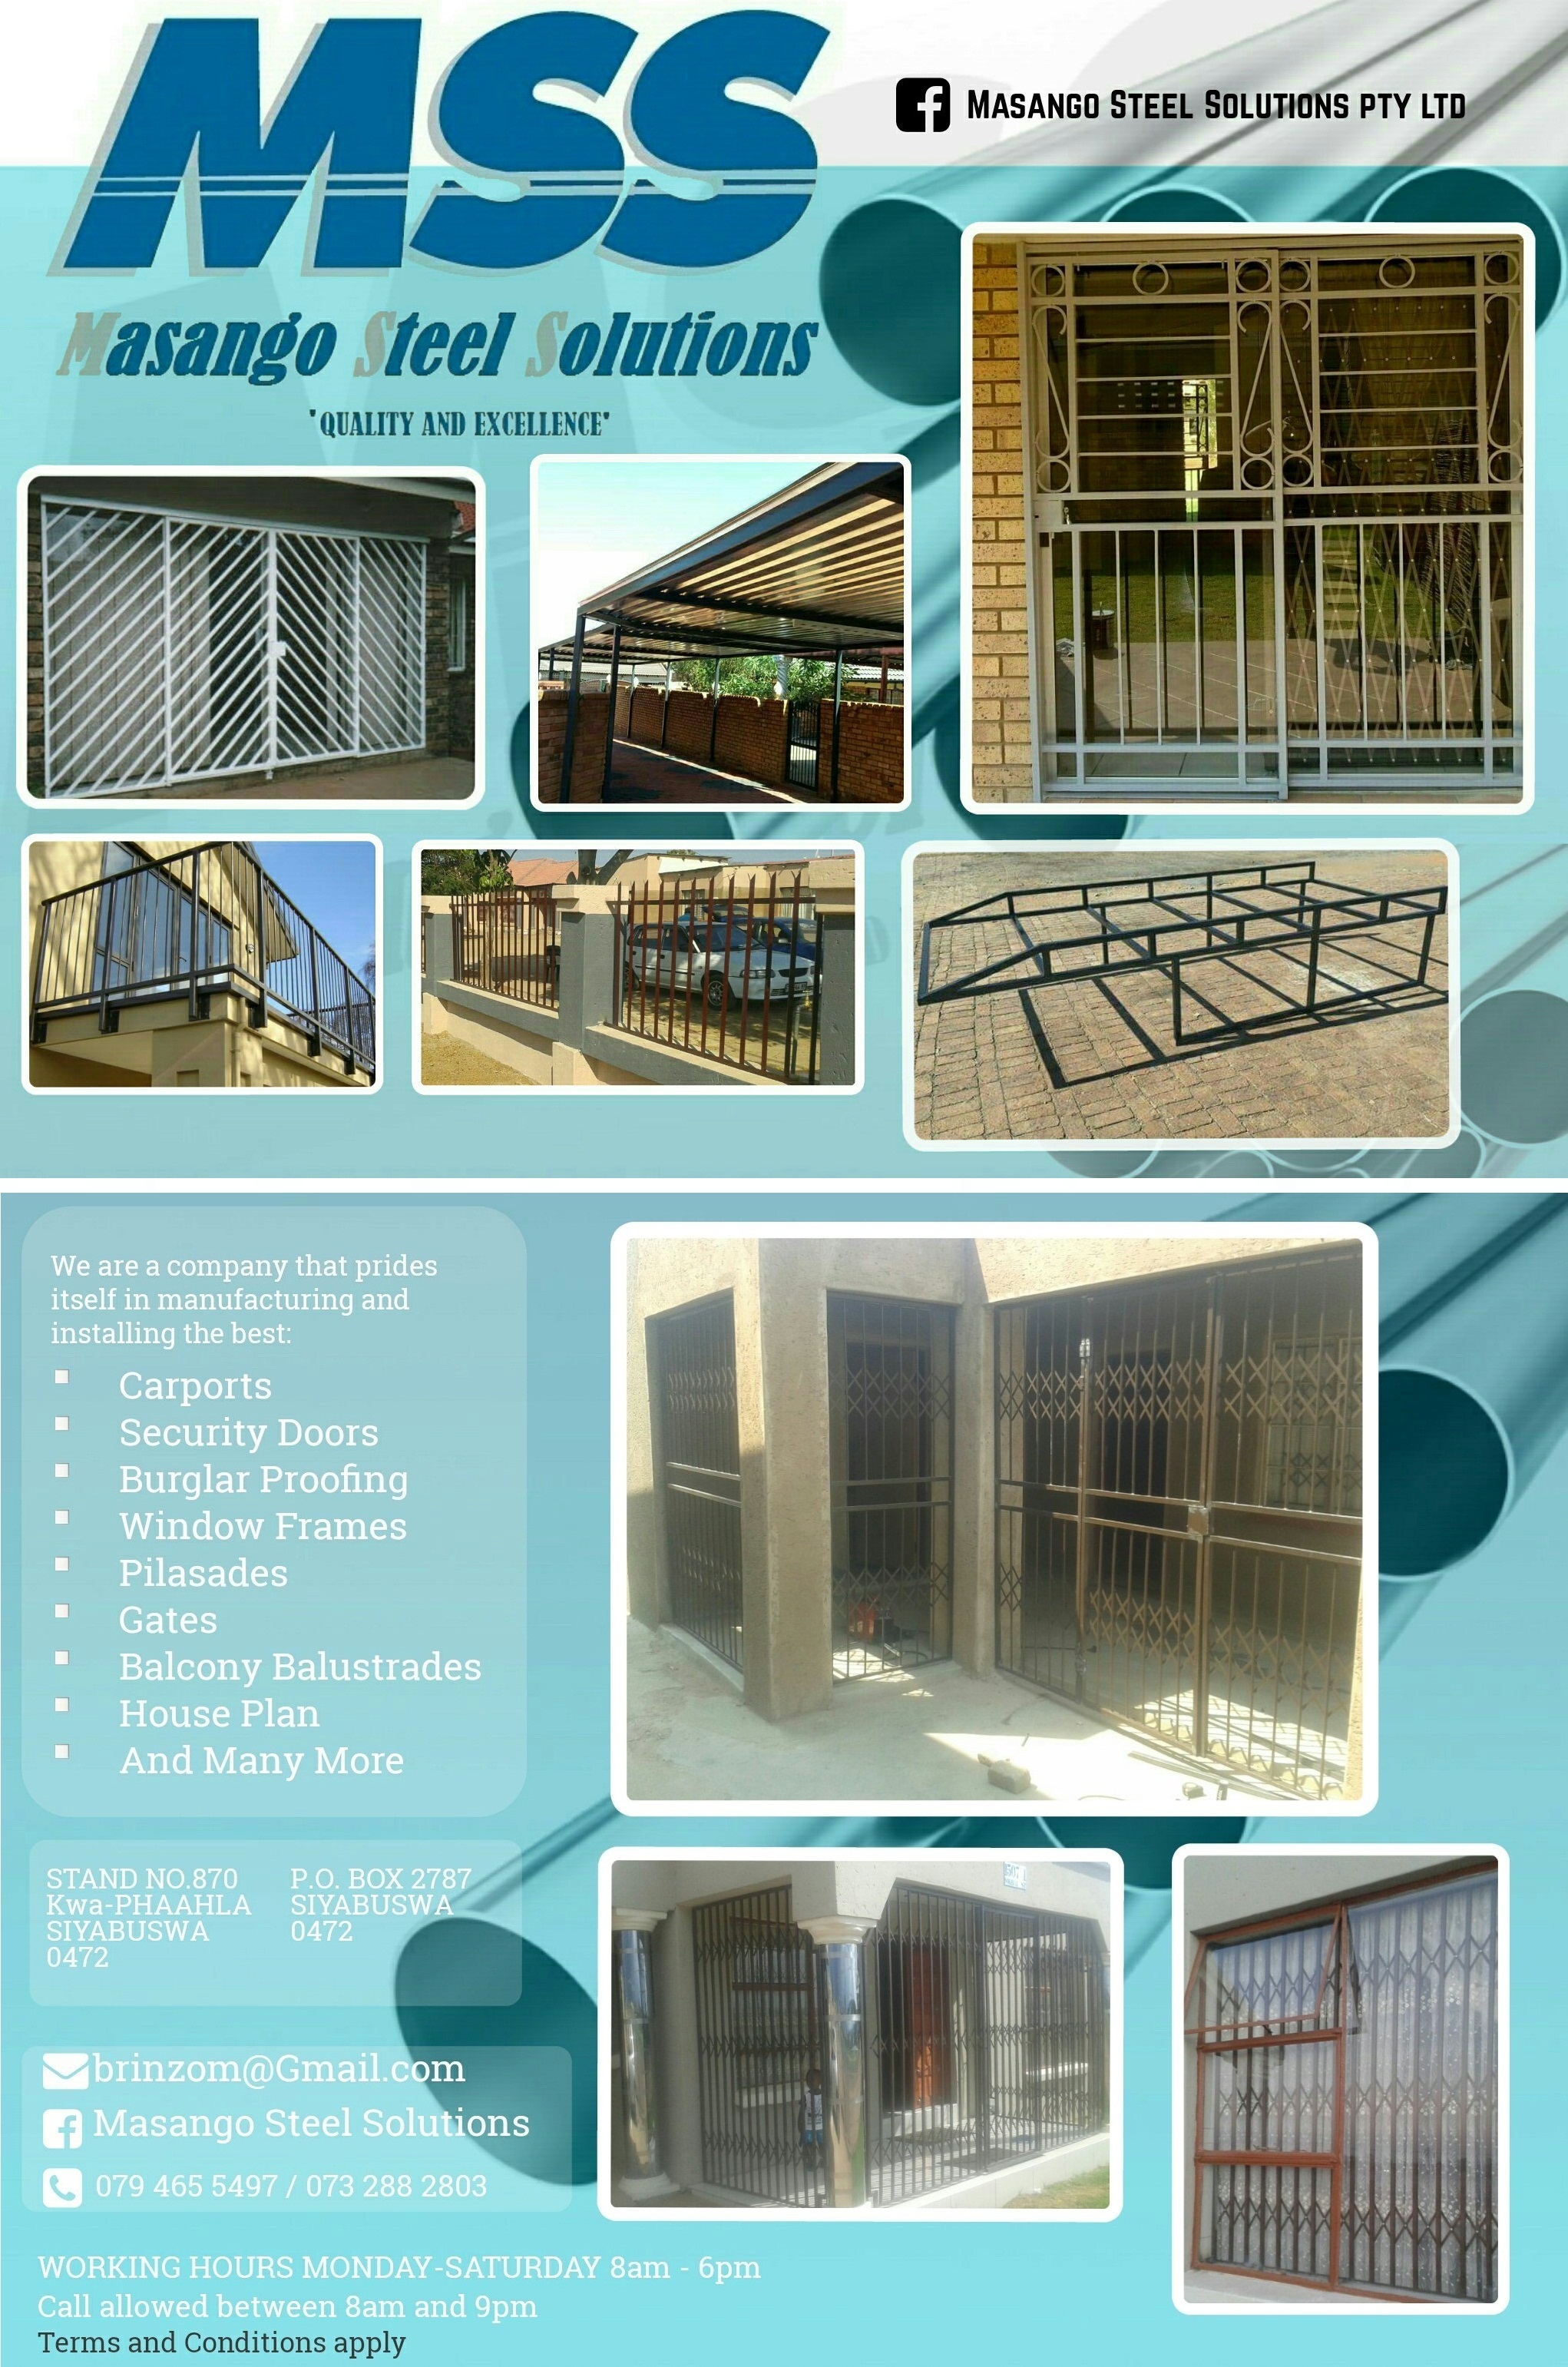 MSS
MASANGO STEEL SOLUTIONS PTY LTD
Masango Steel Solutions
"QUALITY AND EXCELLENCE"
We are a company that prides
itself in manufacturing and
installing the best:
Carports
Security Doors
Burglar Proofing
Window Frames
Pilasades
Gates
Balcony Balustrades
House Plan
And Many More
STAND NO.870
Kwa-PHAAHLA
SIYABUSWA
0472
P.O. BOX 2787
SIYABUSWA
0472
brinzom@Gmail.com
Masango Steel Solutions
079 465 5497 / 073 288 2803
WORKING HOURS MONDAY-SATURDAY 8am - 6pm
Call allowed between 8am and 9pm
Terms and Conditions apply